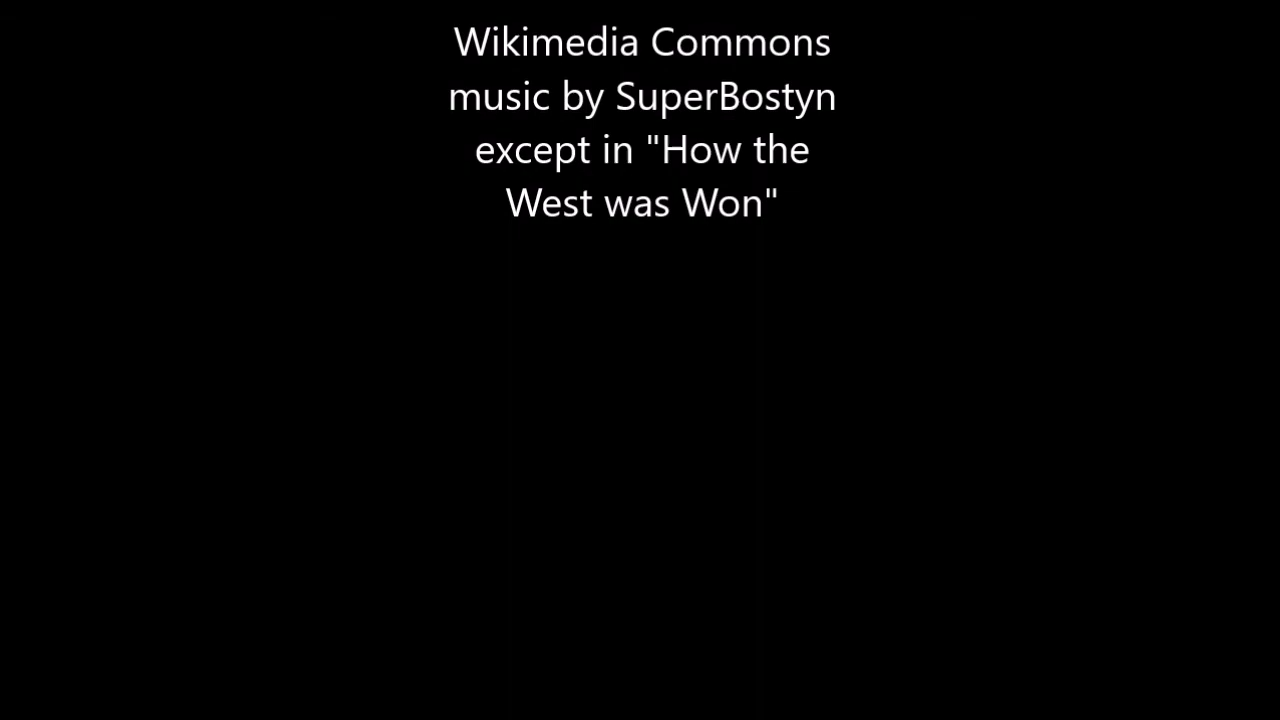 Wikimedia Commons
music by SuperBostyn
except in "How the
West was Won"